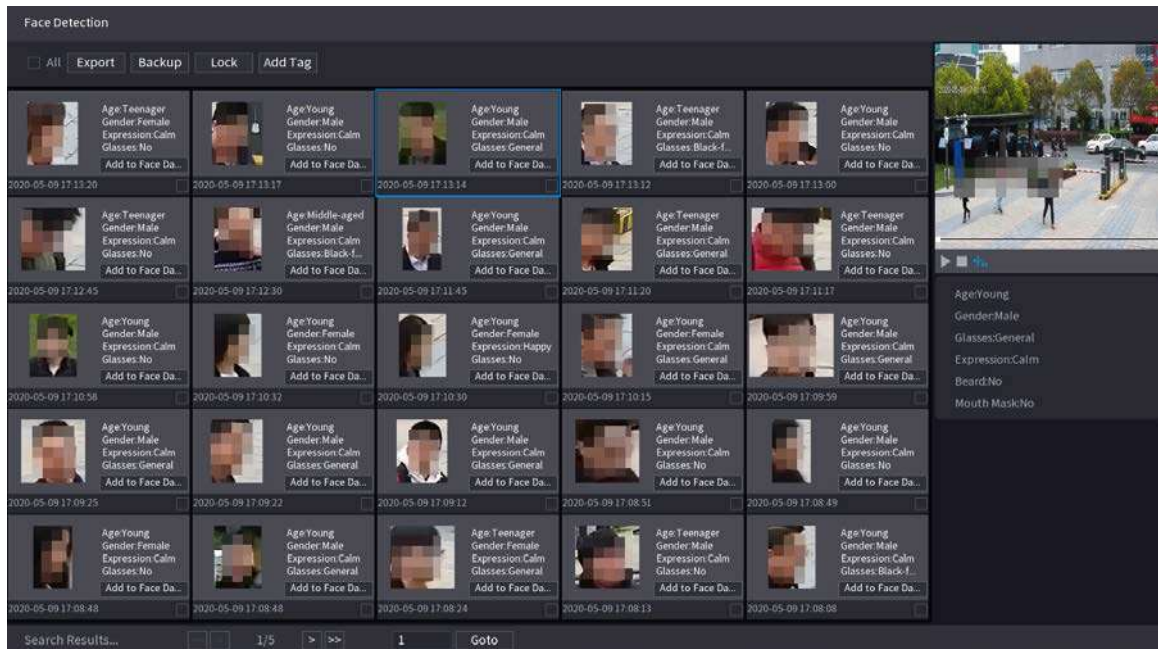 Face Detection
All Export Backup Lock Add Tag
Age:Teenager
Gender:Female
Expression:Calm
Glasses:No
Add to Face Da...
2020-05-09 17:13:20
Age:Young
Gender:Male
Expression:Calm
Glasses:No
Add to Face Da...
2020-05-09 17:13:17
Age:Young
Gender:Male
Expression:Calm
Glasses:General
Add to Face Da...
2020-05-09 17:13:14
Age:Teenager
Gender:Male
Expression:Calm
Glasses:Black-f...
Add to Face Da...
2020-05-09 17:13:12
Age:Young
Gender:Male
Expression:Calm
Glasses:No
Add to Face Da...
2020-05-09 17:13:00
Age:Teenager
Gender:Male
Expression:Calm
Glasses:No
Add to Face Da...
2020-05-09 17:12:45
Age:Middle-aged
Gender:Male
Expression:Calm
Glasses:Black-f...
Add to Face Da...
2020-05-09 17:12:30
Age:Young
Gender:Male
Expression:Calm
Glasses:General
Add to Face Da...
2020-05-09 17:11:45
Age:Teenager
Gender:Male
Expression:Calm
Glasses:General
Add to Face Da...
2020-05-09 17:11:20
Age:Teenager
Gender:Male
Expression:Calm
Glasses:No
Add to Face Da...
2020-05-09 17:11:17
Age:Young
Gender:Male
Expression:Calm
Glasses:No
Add to Face Da...
2020-05-09 17:10:58
Age:Young
Gender:Female
Expression:Calm
Glasses:No
Add to Face Da...
2020-05-09 17:10:32
Age:Young
Gender:Female
Expression:Happy
Glasses:No
Add to Face Da...
2020-05-09 17:10:30
Age:Young
Gender:Female
Expression:Calm
Glasses:General
Add to Face Da...
2020-05-09 17:10:15
Age:Young
Gender:Male
Expression:Calm
Glasses:General
Add to Face Da...
2020-05-09 17:09:59
Age:Young
Gender:Male
Expression:Calm
Glasses:General
Add to Face Da...
2020-05-09 17:09:25
Age:Young
Gender:Male
Expression:Calm
Glasses:General
Add to Face Da...
2020-05-09 17:09:22
Age:Young
Gender:Male
Expression:Calm
Glasses:General
Add to Face Da...
2020-05-09 17:09:12
Age:Young
Gender:Male
Expression:Calm
Glasses:No
Add to Face Da...
2020-05-09 17:08:51
Age:Young
Gender:Male
Expression:Calm
Glasses:No
Add to Face Da...
2020-05-09 17:08:49
Age:Young
Gender:Female
Expression:Calm
Glasses:No
Add to Face Da...
2020-05-09 17:08:48
Age:Young
Gender:Male
Expression:Calm
Glasses:General
Add to Face Da...
2020-05-09 17:08:48
Age:Teenager
Gender:Female
Expression:Calm
Glasses:General
Add to Face Da...
2020-05-09 17:08:24
Age:Teenager
Gender:Male
Expression:Calm
Glasses:No
Add to Face Da...
2020-05-09 17:08:13
Age:Young
Gender:Male
Expression:Calm
Glasses:Black-f...
Add to Face Da...
2020-05-09 17:08:08
Age:Young
Gender:Male
Glasses:General
Expression:Calm
Beard:No
Mouth Mask:No
Search Results... 1/5 > >> 1 Goto